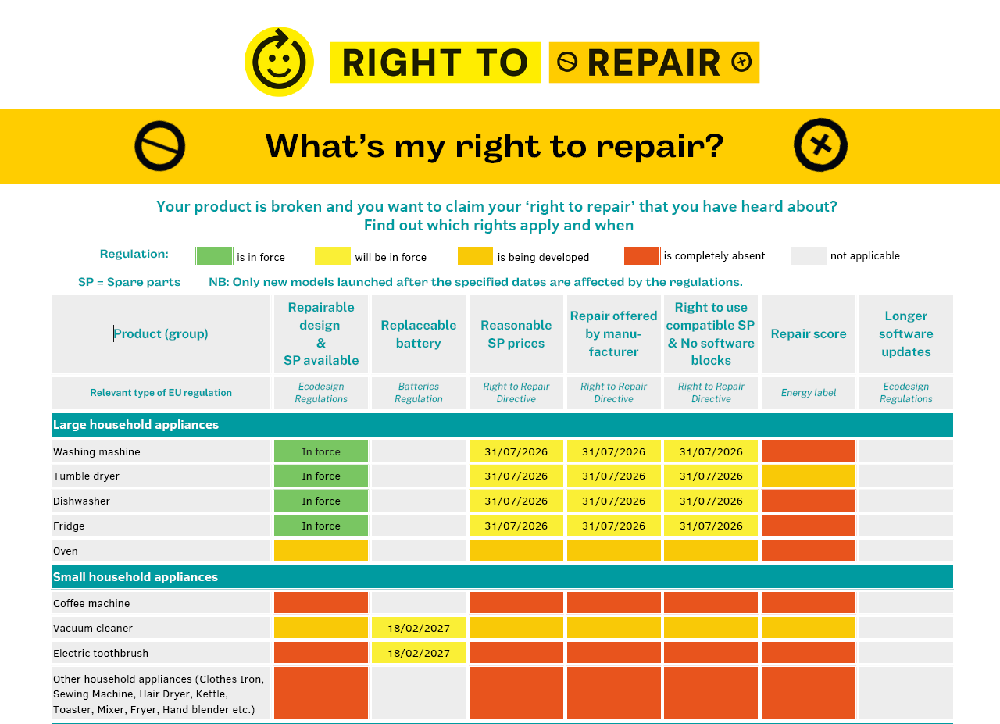 RIGHT TO REPAIR
What's my right to repair?
Your product is broken and you want to claim your ‘right to repair’ that you have heard about?
Find out which rights apply and when
Regulation: is in force will be in force is being developed is completely absent not applicable
SP = Spare parts NB: Only new models launched after the specified dates are affected by the regulations.
Product (group)
Repairable
design
&
SP available
Replaceable
battery
Reasonable
SP prices
Repair offered
by manu-
facturer
Right to use
compatible SP
& No software
blocks
Repair score
Longer
software
updates
Relevant type of EU regulation
Ecodesign
Regulations
Batteries
Regulation
Right to Repair
Directive
Right to Repair
Directive
Right to Repair
Directive
Energy label
Ecodesign
Regulations
Large household appliances
Washing mashine In force 31/07/2026 31/07/2026 31/07/2026
Tumble dryer In force 31/07/2026 31/07/2026 31/07/2026
Dishwasher In force 31/07/2026 31/07/2026 31/07/2026
Fridge In force 31/07/2026 31/07/2026 31/07/2026
Oven
Small household appliances
Coffee machine
Vacuum cleaner 18/02/2027
Electric toothbrush 18/02/2027
Other household appliances (Clothes Iron,
Sewing Machine, Hair Dryer, Kettle,
Toaster, Mixer, Fryer, Hand blender etc.)